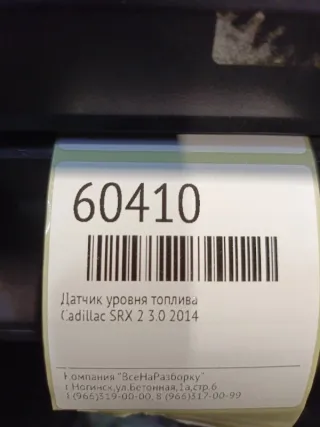 60410
Датчик уровня топлива
Cadillac SRX 2 3.0 2014
Компания "ВсеНаРазборку"
г.Ногинск,ул.Бетонная,1а,стр.6
8 (966)319-00-00, 8 (966)317-00-99